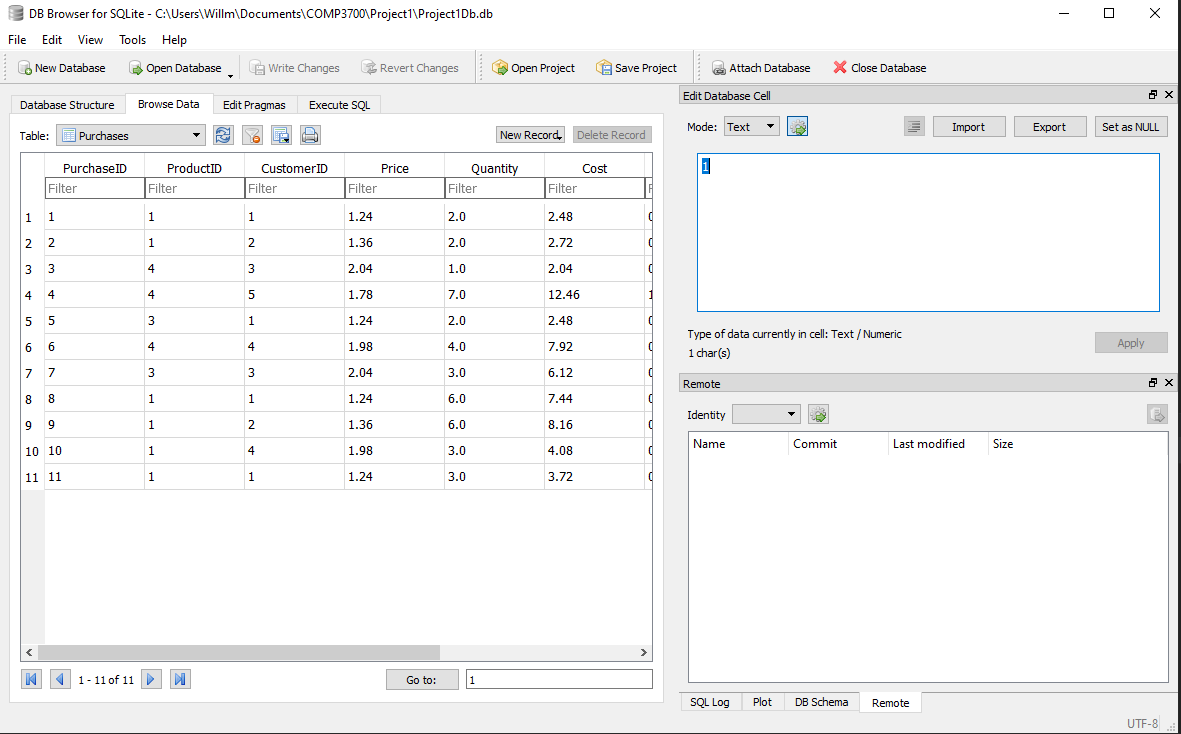 DB Browser for SQLite - C:\Users\Willm\Documents\COMP3700\Project1\Project1Db.db
File Edit View Tools Help
New Database Open Database Write Changes Revert Changes Open Project Save Project Attach Database Close Database
Database Structure Browse Data Edit Pragmas Execute SQL
Table: Purchases New Record Delete Record
PurchaseID ProductID CustomerID Price Quantity Cost
Filter Filter Filter Filter Filter Filter F
1 1 1 1 1.24 2.0 2.48 0
2 2 1 2 1.36 2.0 2.72 0
3 3 4 3 2.04 1.0 2.04 0
4 4 4 5 1.78 7.0 12.46 1
5 5 3 1 1.24 2.0 2.48 0
6 6 4 4 1.98 4.0 7.92 0
7 7 3 3 2.04 3.0 6.12 0
8 8 1 1 1.24 6.0 7.44 0
9 9 1 2 1.36 6.0 8.16 0
10 10 1 4 1.98 3.0 4.08 0
11 11 1 1 1.24 3.0 3.72 0
1 - 11 of 11 Go to: 1
Edit Database Cell
Mode: Text Import Export Set as NULL
1
Type of data currently in cell: Text / Numeric
1 char(s)
Apply
Remote
Identity
Name Commit Last modified Size
SQL Log Plot DB Schema Remote
UTF-8